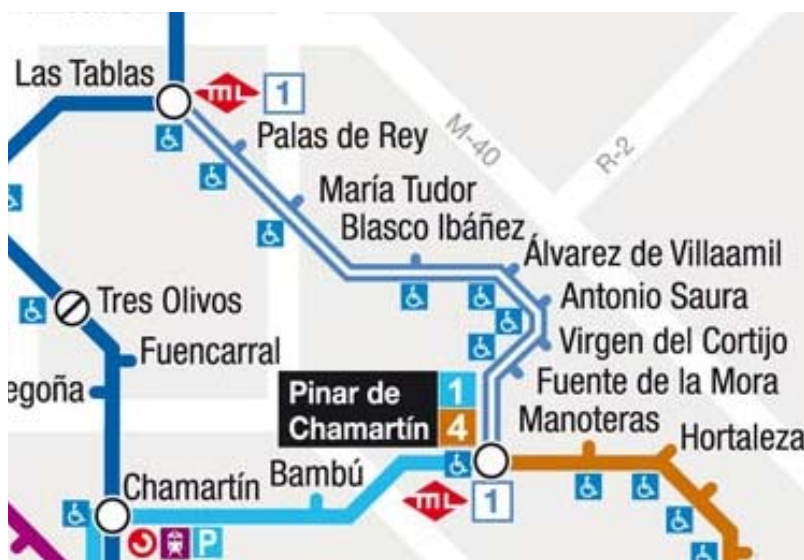 Las Tablas
ML 1
Palas de Rey
M-40
R-2
María Tudor
Blasco Ibáñez
Álvarez de Villaamil
Antonio Saura
Tres Olivos
Virgen del Cortijo
Fuencarral
Fuente de la Mora
egoña
Pinar de
Chamartín
1
4
Manoteras
Hortaleza
Bambú
Chamartín
ML 1
P